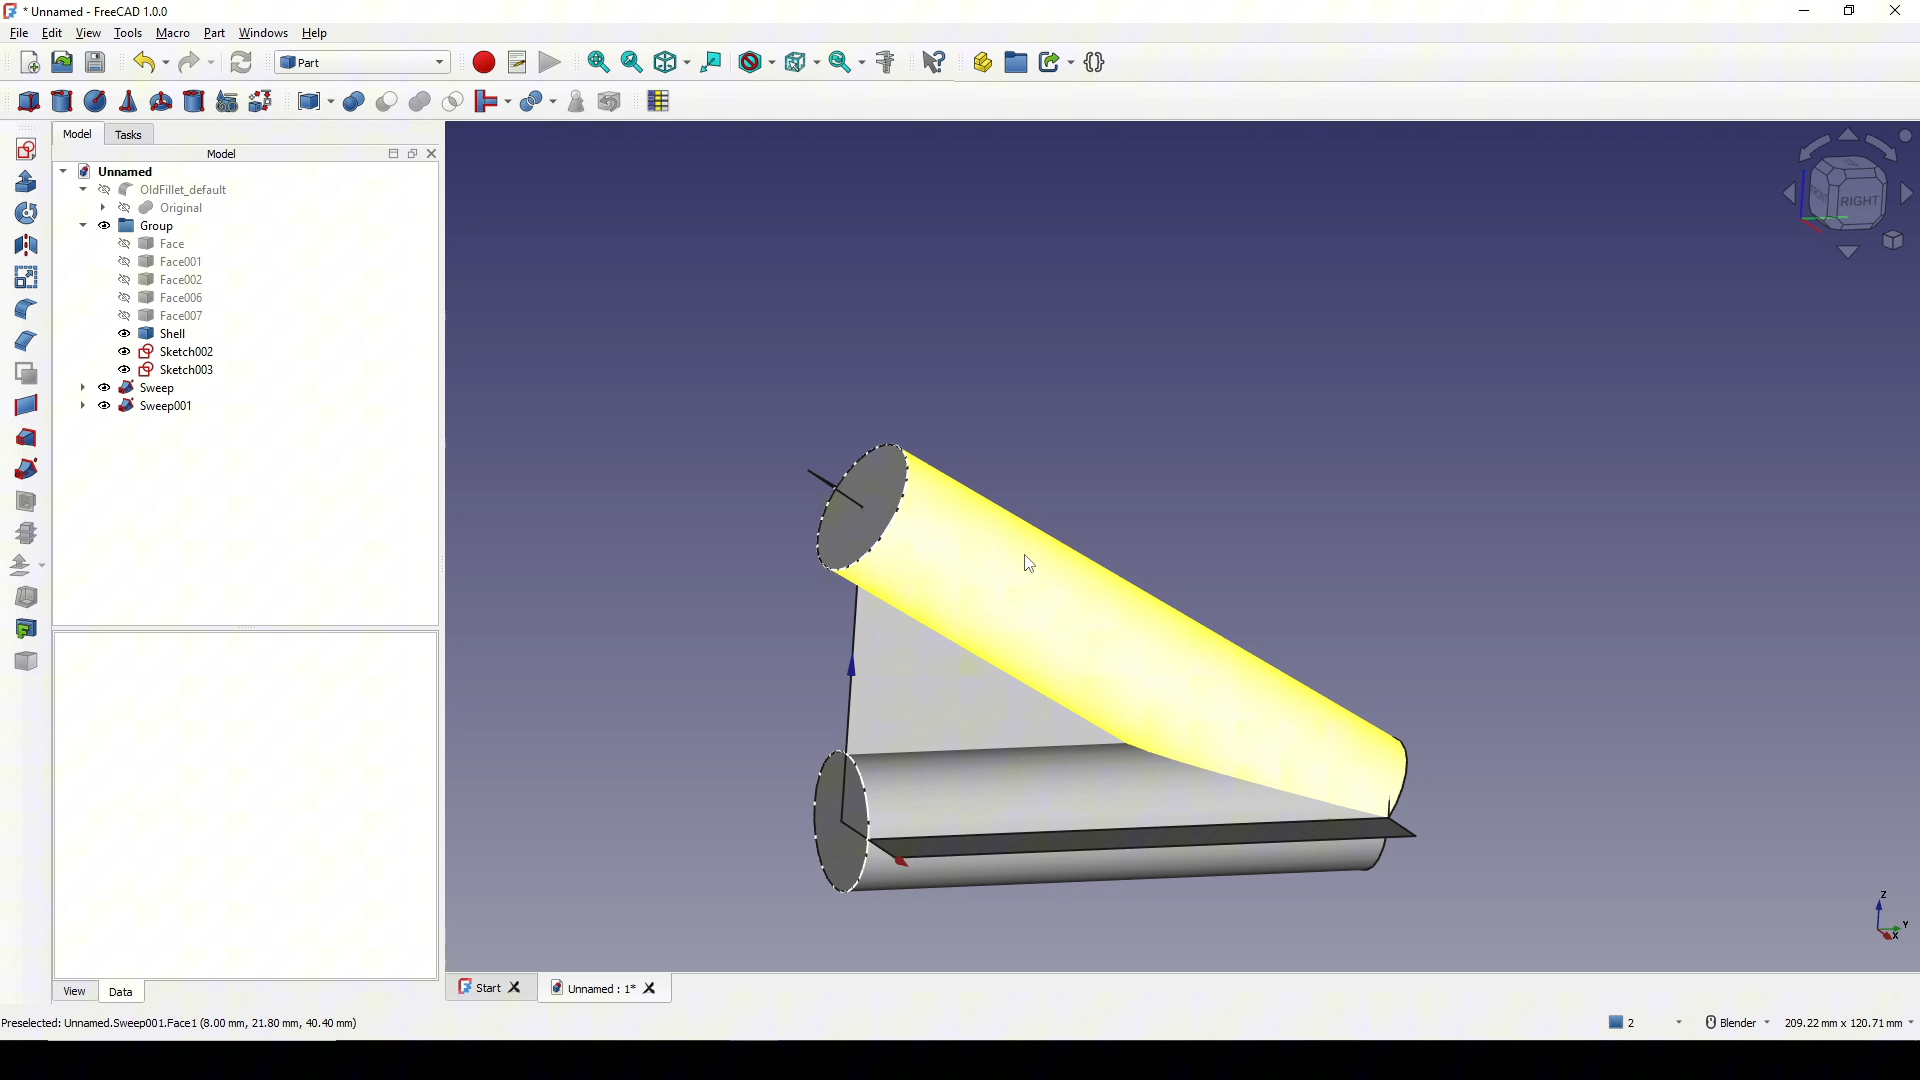 * Unnamed - FreeCAD 1.0.0
File Edit View Tools Macro Part Windows Help
Part
Model Tasks
Model
Unnamed
OldFillet_default
Original
Group
Face
Face001
Face002
Face006
Face007
Shell
Sketch002
Sketch003
Sweep
Sweep001
RIGHT
Z
Y
X
View Data
Start
Unnamed : 1*
Preselected: Unnamed.Sweep001.Face1 (8.00 mm, 21.80 mm, 40.40 mm)
2
Blender
209.22 mm x 120.71 mm